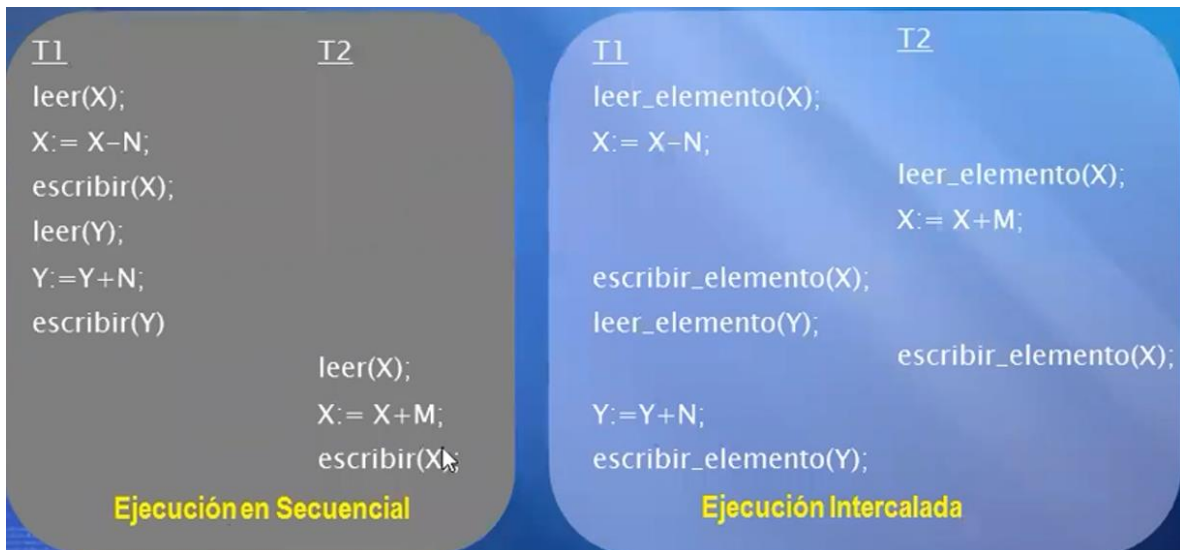 T1 T2
leer(X);
X:= X-N;
escribir(X);
leer(Y);
Y:=Y+N;
escribir(Y)
leer(X);
X:= X+M;
escribir(X);
Ejecución en Secuencial
T1 T2
leer_elemento(X);
X:= X-N;
leer_elemento(X);
X:= X+M;
escribir_elemento(X);
leer_elemento(Y);
escribir_elemento(X);
Y:=Y+N;
escribir_elemento(Y);
Ejecución Intercalada